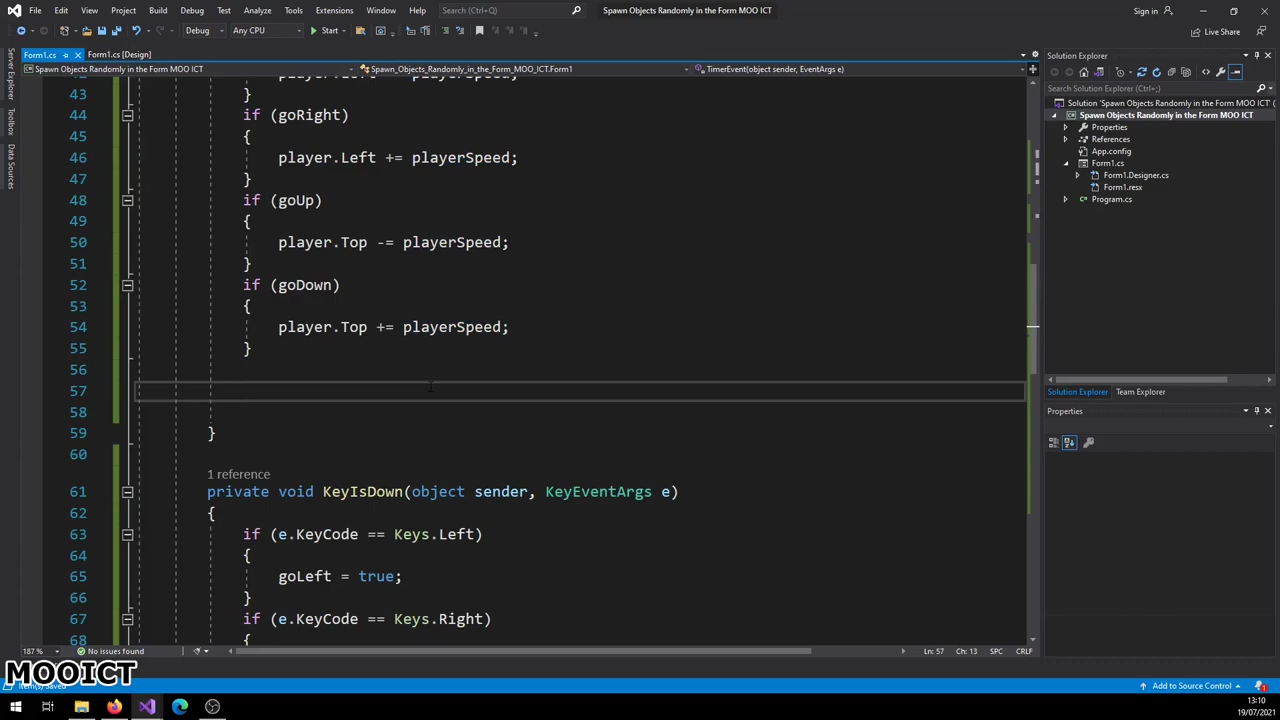 File Edit View Project Build Debug Test Analyze Tools Extensions Window Help Search (Ctrl+Q) Spawn Objects Randomly in the Form MOO ICT Sign in
Debug Any CPU Start Live Share
Form1.cs Form1.cs [Design]
Spawn Objects Randomly in the Form MOO ICT Spawn_Objects_Randomly_in_the_Form_MOO_ICT.Form1 TimerEvent(object sender, EventArgs e)
Server Explorer
Toolbox
Data Sources
43 }
44 if (goRight)
45 {
46 player.Left += playerSpeed;
47 }
48 if (goUp)
49 {
50 player.Top -= playerSpeed;
51 }
52 if (goDown)
53 {
54 player.Top += playerSpeed;
55 }
56
57
58
59 }
60
1 reference
61 private void KeyIsDown(object sender, KeyEventArgs e)
62 {
63 if (e.KeyCode == Keys.Left)
64 {
65 goLeft = true;
66 }
67 if (e.KeyCode == Keys.Right)
68 {
187 % No issues found Ln: 57 Ch: 13 SPC CRLF
Solution Explorer
Search Solution Explorer (Ctrl+;)
Solution 'Spawn Objects Randomly in the Form MOO ICT' (
Spawn Objects Randomly in the Form MOO ICT
Properties
References
App.config
Form1.cs
Form1.Designer.cs
Form1.resx
Program.cs
Solution Explorer Team Explorer
Properties
MOOICT
Item(s) Saved Add to Source Control 1
13:10
19/07/2021